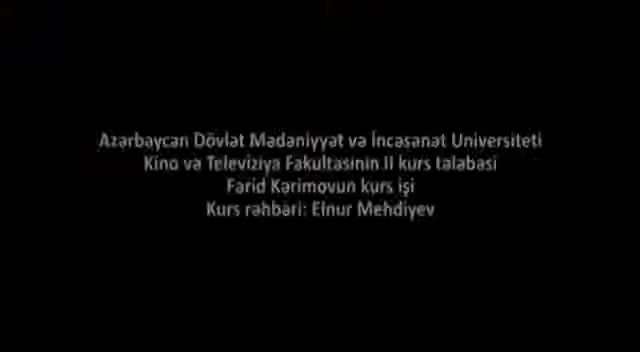 Azərbaycan Dövlət Mədəniyyət və İncəsənət Universiteti
Kino və Televiziya Fakultəsinin II kurs tələbəsi
Fərid Kərimovun kurs işi
Kurs rəhbəri: Elnur Mehdiyev